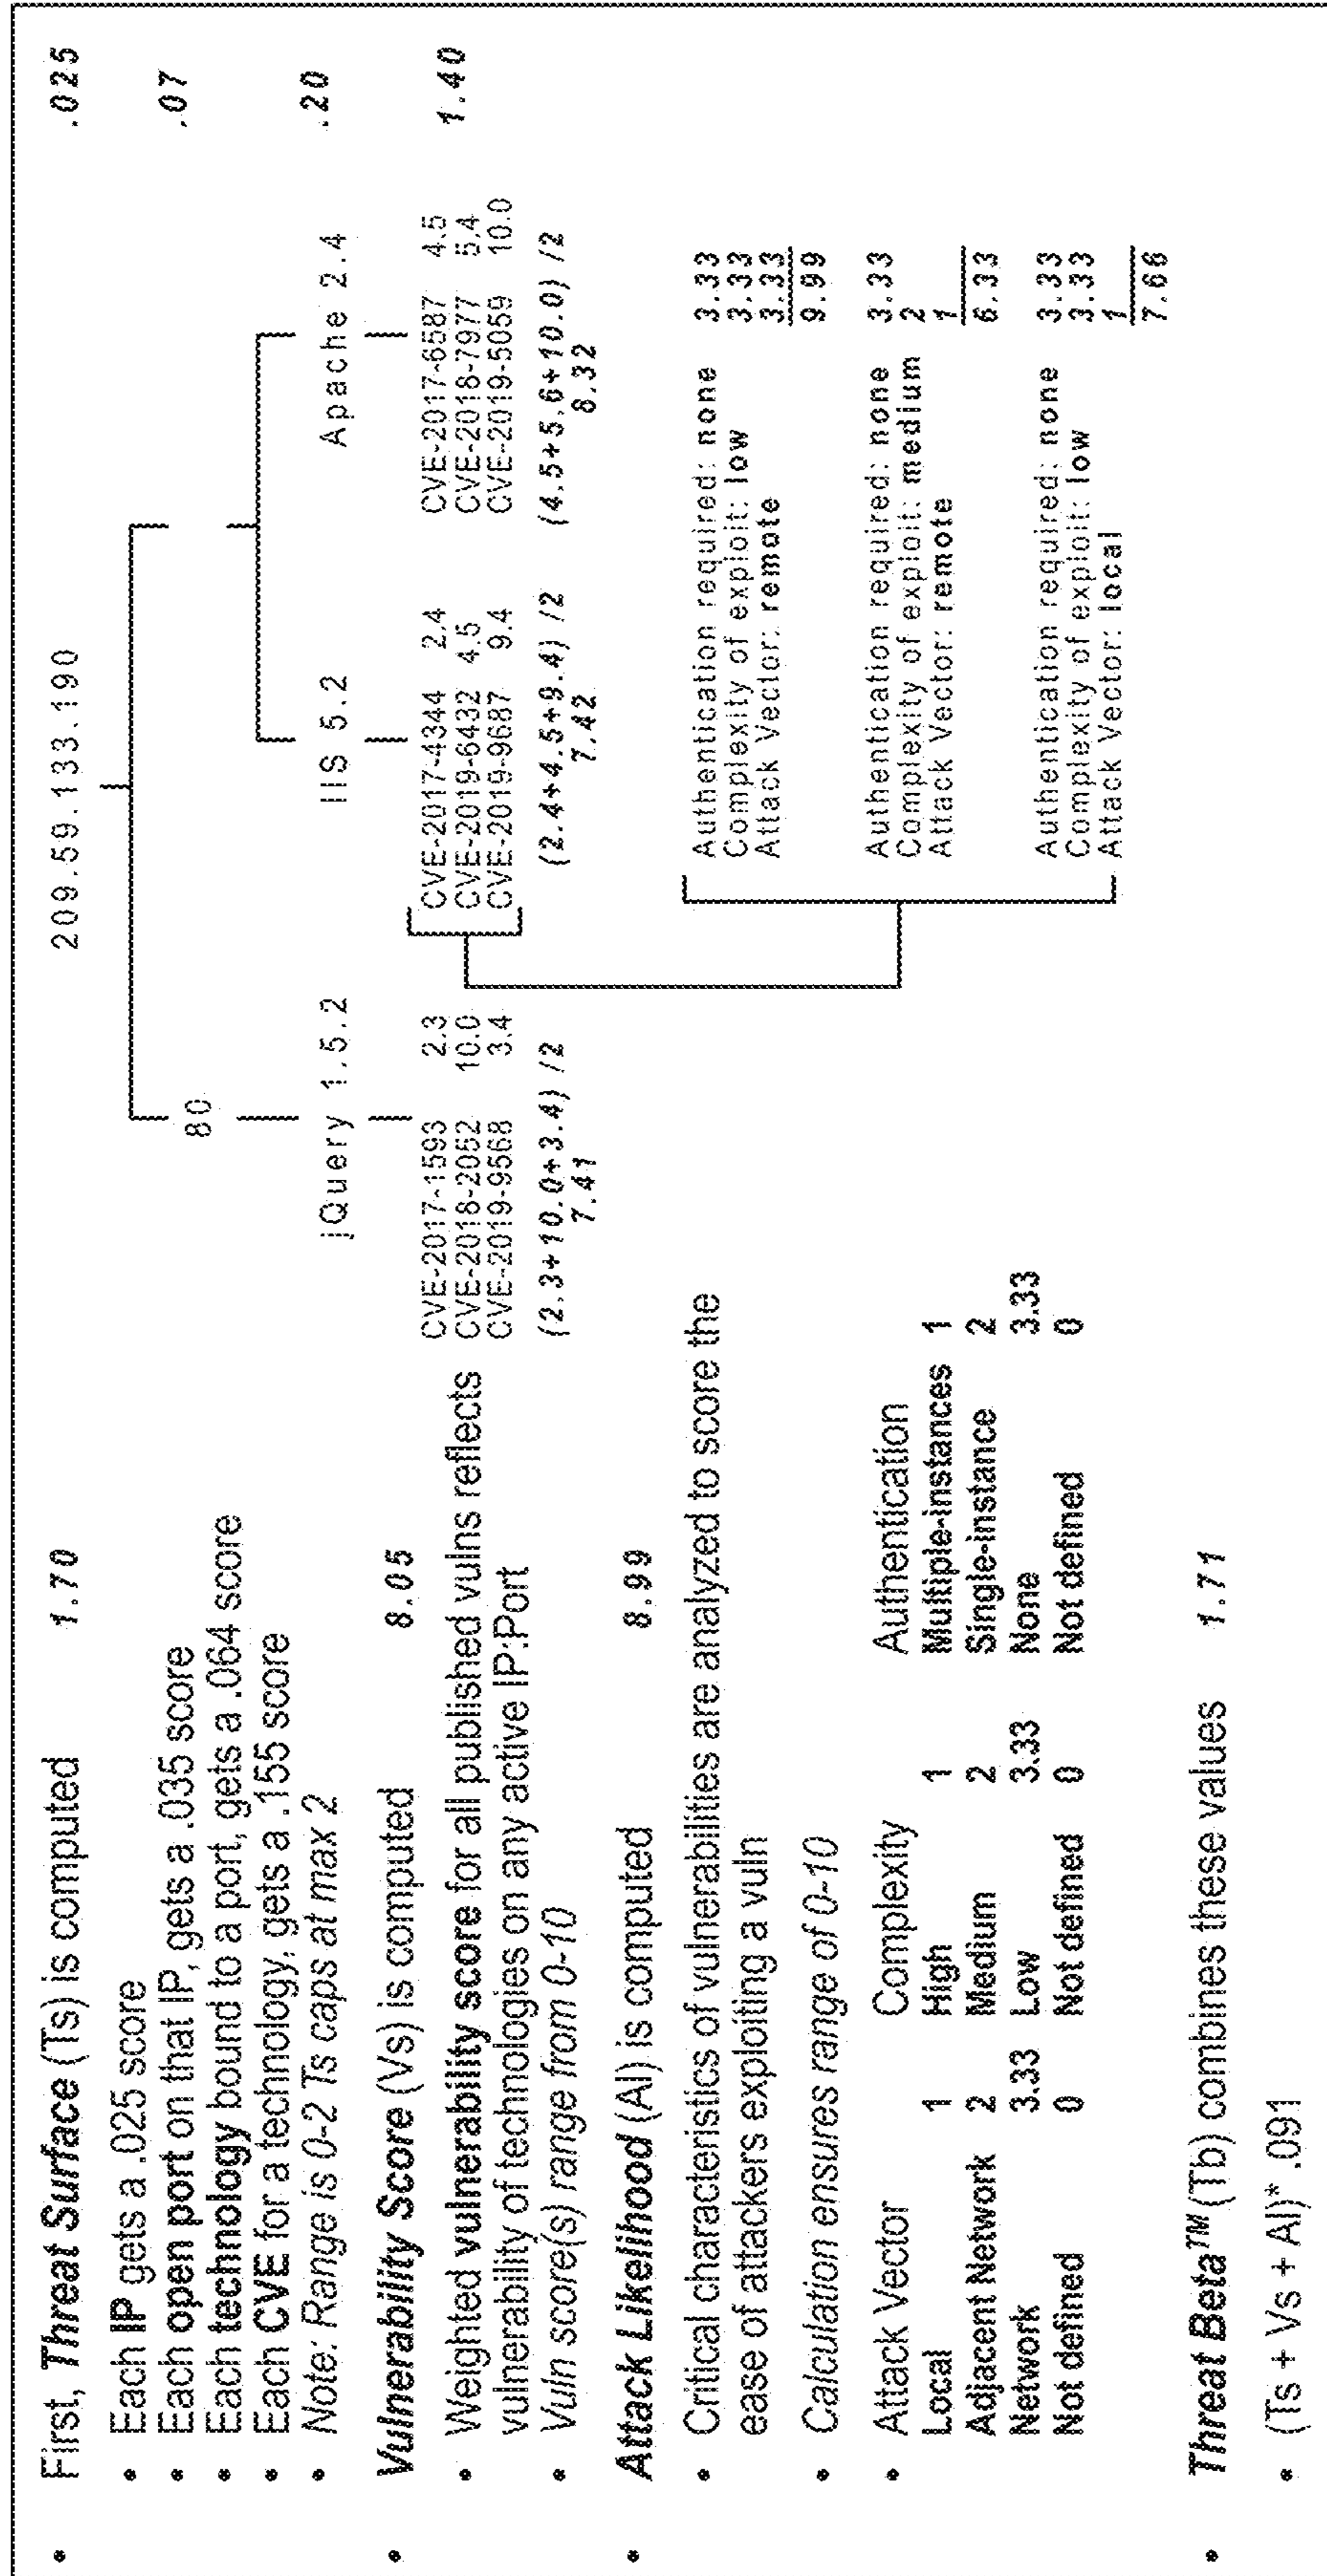 First, Threat Surface (Ts) is computed 1.70
Each IP gets a .025 score
Each open port on that IP, gets a .035 score
Each technology bound to a port, gets a .064 score
Each CVE for a technology, gets a .155 score
Note: Range is 0-2 Ts caps at max 2
Vulnerability Score (Vs) is computed 8.05
Weighted vulnerability score for all published vulns reflects
vulnerability of technologies on any active IP:Port
Vuln score(s) range from 0-10
Attack Likelihood (Al) is computed 8.99
Critical characteristics of vulnerabilities are analyzed to score the
ease of attackers exploiting a vuln
Calculation ensures range of 0-10
Attack Vector Complexity Authentication
Local 1 High 1 Multiple-instances 1
Adjacent Network 2 Medium 2 Single-instance 2
Network 3.33 Low 3.33 None 3.33
Not defined 0 Not defined 0 Not defined 0
Threat Beta™ (Tb) combines these values 1.71
(Ts + Vs + Al)* .091
209.59.133.190 .025
80 .07
jQuery 1.5.2 IIS 5.2 Apache 2.4 .20
1.40
CVE-2017-1593 2.3 CVE-2017-4344 2.4 CVE-2017-6587 4.5
CVE-2018-2052 10.0 CVE-2019-6432 4.5 CVE-2018-7977 5.4
CVE-2019-9568 3.4 CVE-2019-9687 9.4 CVE-2019-5059 10.0
(2.3+10.0+3.4) /2 (2.4+4.5+9.4) /2 (4.5+5.6+10.0) /2
7.41 7.42 8.32
Authentication required: none 3.33
Complexity of exploit: low 3.33
Attack Vector: remote 3.33
9.99
Authentication required: none 3.33
Complexity of exploit: medium 2
Attack Vector: remote 1
6.33
Authentication required: none 3.33
Complexity of exploit: low 3.33
Attack Vector: local 1
7.66